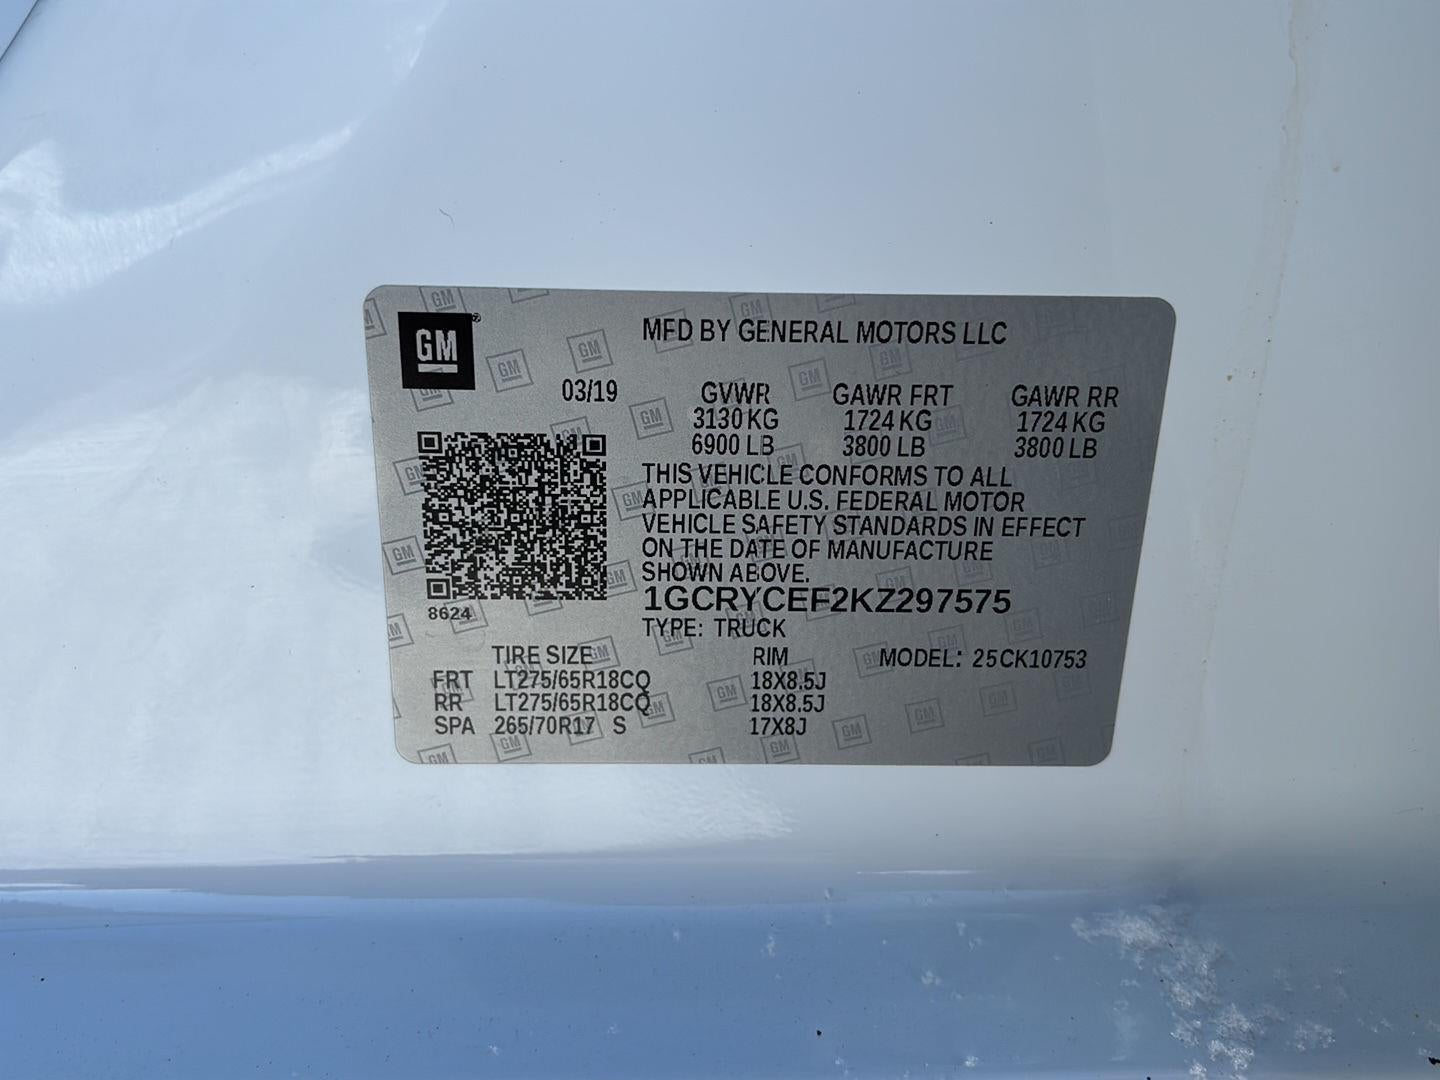 GM
MFD BY GENERAL MOTORS LLC
03/19 GVWR GAWR FRT GAWR RR
3130 KG 1724 KG 1724 KG
6900 LB 3800 LB 3800 LB
THIS VEHICLE CONFORMS TO ALL
APPLICABLE U.S. FEDERAL MOTOR
VEHICLE SAFETY STANDARDS IN EFFECT
ON THE DATE OF MANUFACTURE
SHOWN ABOVE.
8624
1GCRYCEF2KZ297575
TYPE: TRUCK
TIRE SIZE RIM MODEL: 25CK10753
FRT LT275/65R18CQ 18X8.5J
RR LT275/65R18CQ 18X8.5J
SPA 265/70R17 S 17X8J